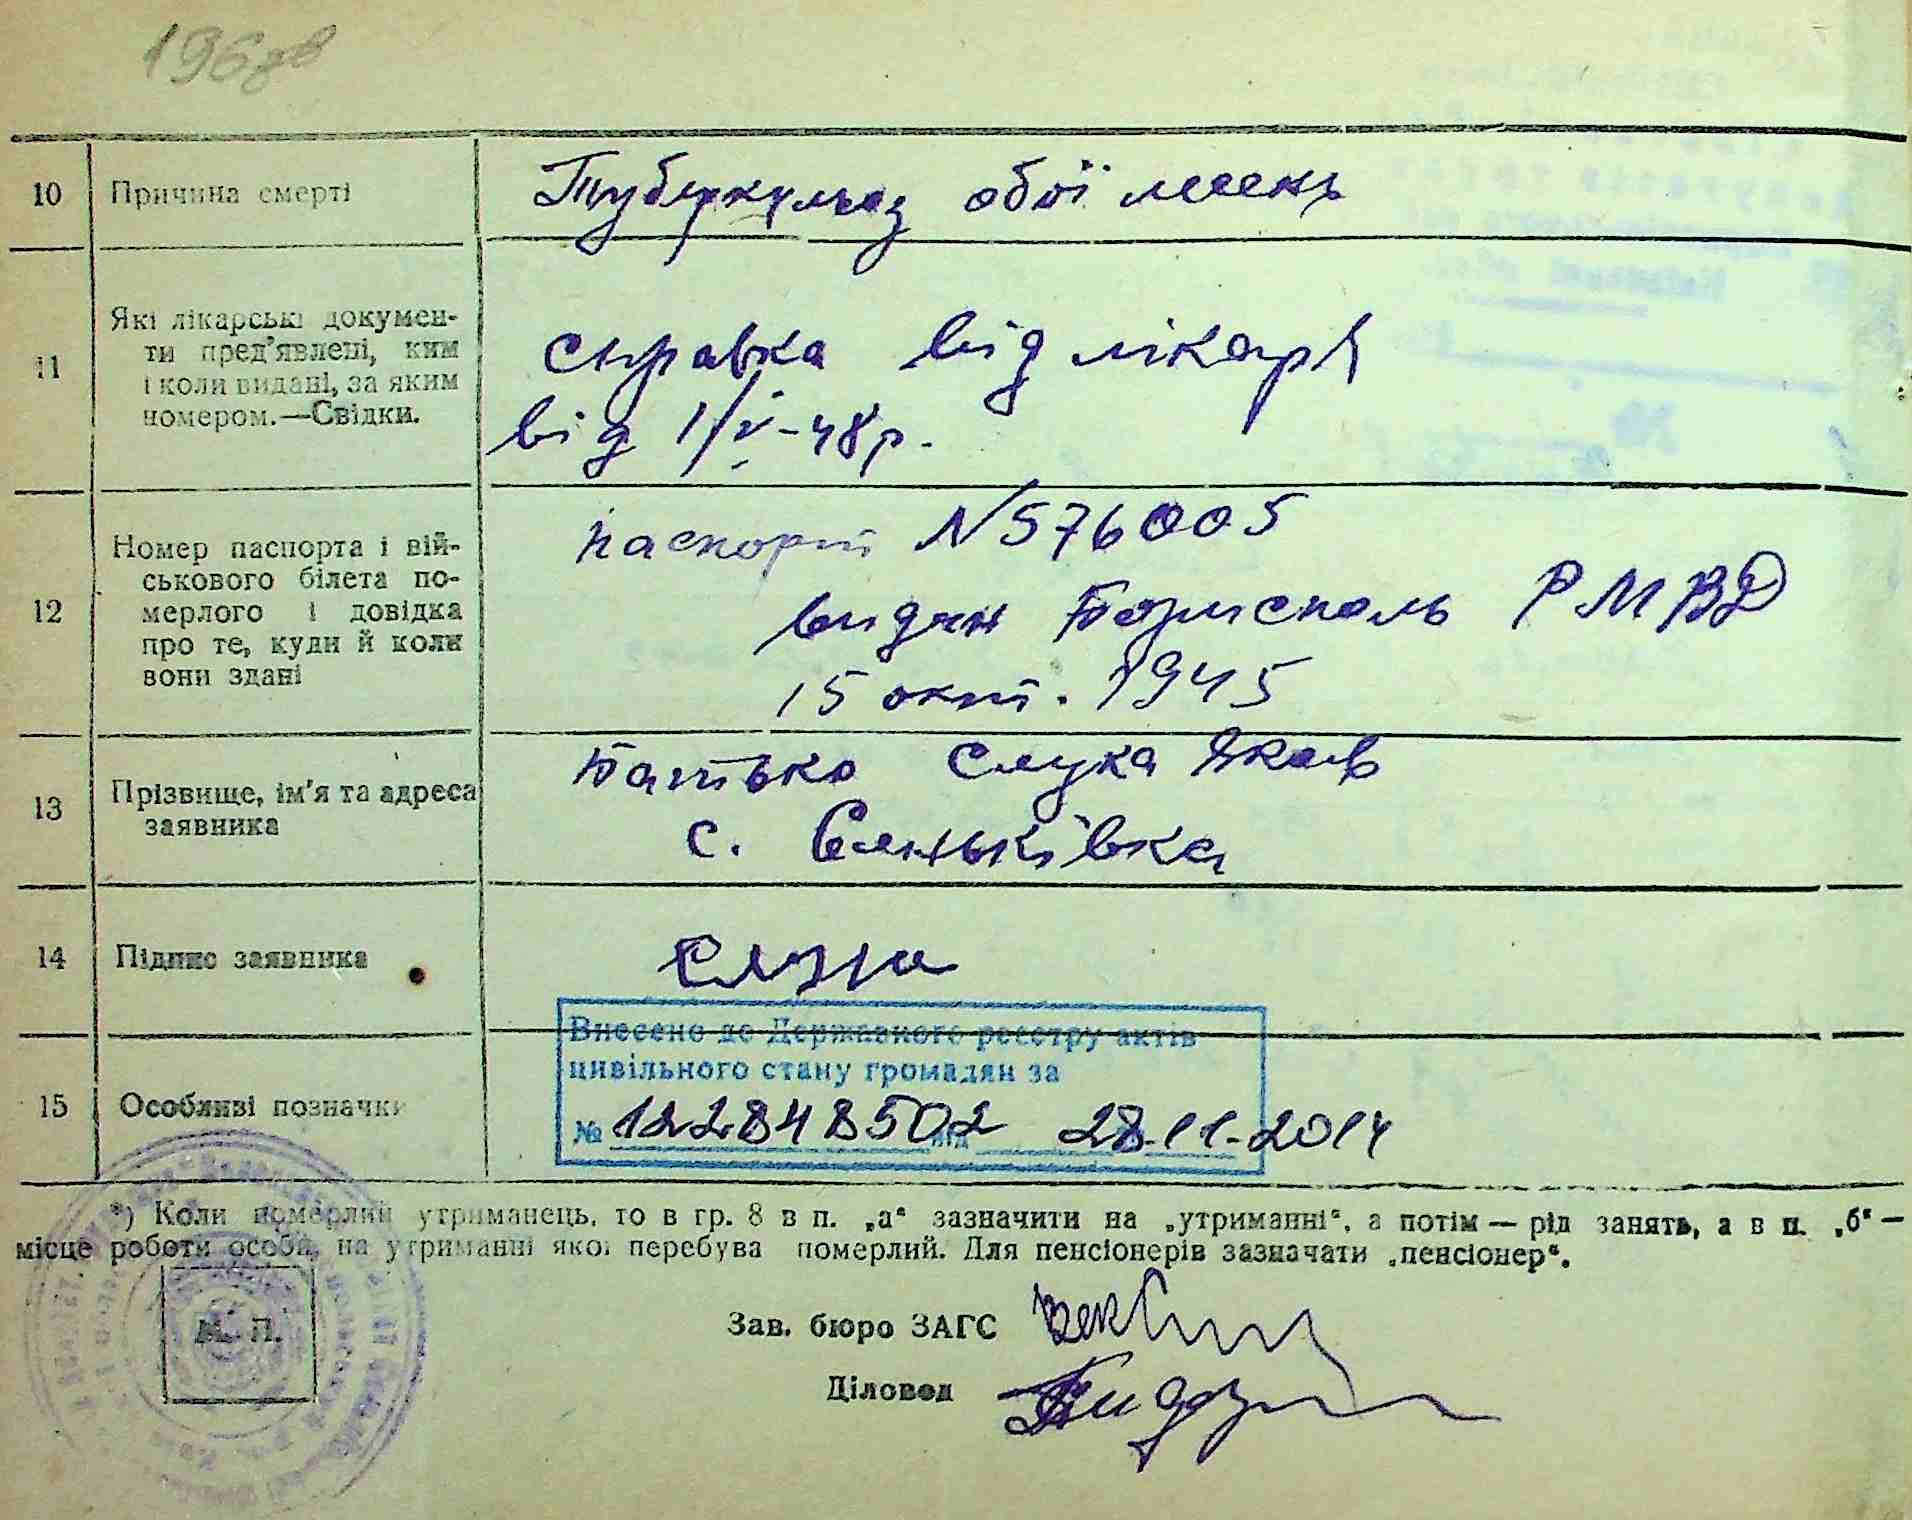 196зв
10 Причина смерті Туберкульоз обої легень
11 Які лікарські докумен-
ти пред'явлені, ким
і коли видані, за яким
номером.—Свідки.
справка від лікаря
від 1/V-48р.
12 Номер паспорта і вій-
ськового білета по-
мерлого і довідка
про те, куди й коли
вони здані
паспорт N 576005
видан Борисполь РМВД
15 окт. 1945
13 Прізвище, ім'я та адреса
заявника
Батько Слука Яков
с. Сеньківка
14 Підпис заявника Слука
15 Особливі позначки
Внесено до Державного реєстру актів
цивільного стану громадян за
№ 122848502 від 28.11.2014
*) Коли померлий утриманець, то в гр. 8 в п. „а“ зазначити на „утриманні“, а потім — рід занять, а в п. „б“ —
місце роботи особи, на утриманні якої перебува померлий. Для пенсіонерів зазначати „пенсіонер“.
М. П.
Зав. бюро ЗАГС
Діловод